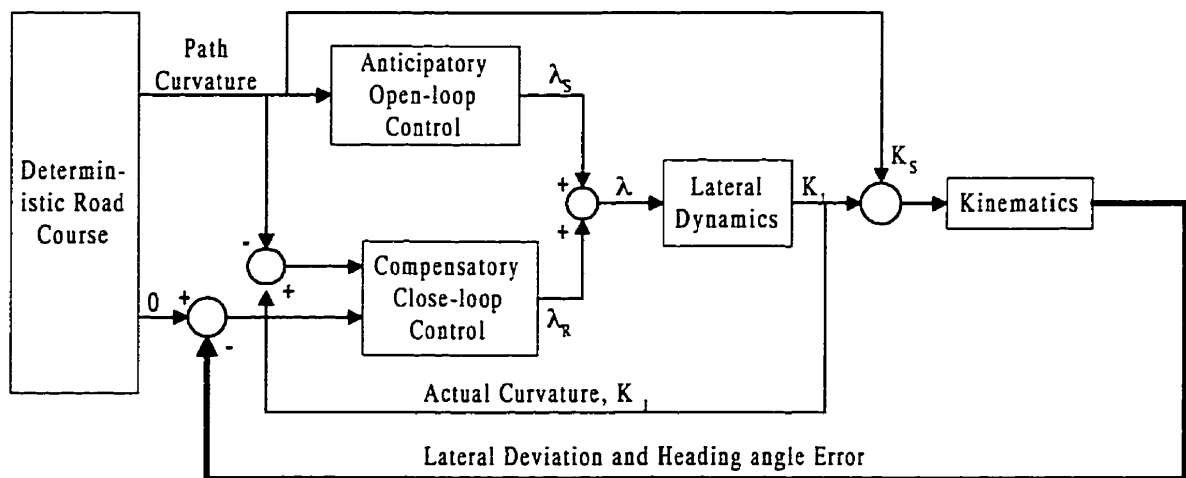 Path
Curvature
Anticipatory
Open-loop
Control
λS
Determin-
istic Road
Course
KS
+
λ
Lateral
Dynamics
K
Kinematics
+
-
Compensatory
Close-loop
Control
+
0
+
λR
-
Actual Curvature, K
Lateral Deviation and Heading angle Error